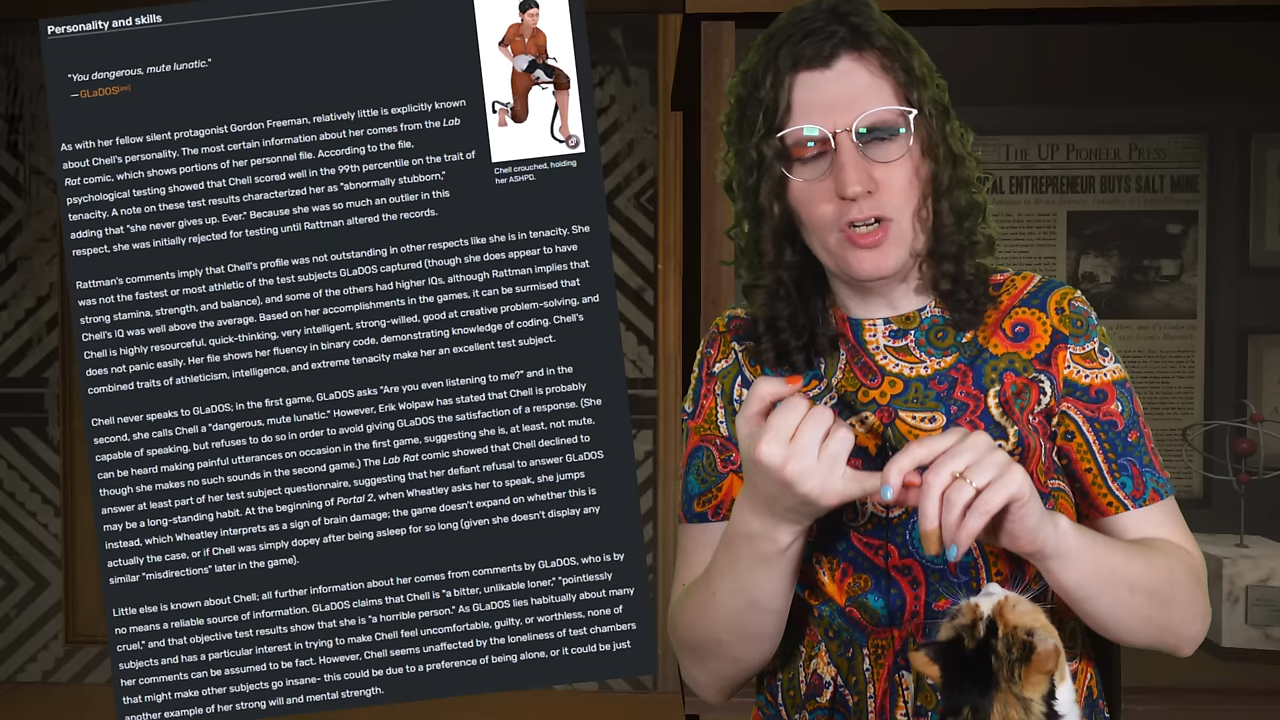 Personality and skills
"You dangerous, mute lunatic."
—GLaDOS[src]
As with her fellow silent protagonist Gordon Freeman, relatively little is explicitly known
about Chell's personality. The most certain information about her comes from the Lab
Rat comic, which shows portions of her personnel file. According to the file,
psychological testing showed that Chell scored well in the 99th percentile on the trait of
tenacity. A note on these test results characterized her as "abnormally stubborn,"
adding that "she never gives up. Ever." Because she was so much an outlier in this
respect, she was initially rejected for testing until Rattman altered the records.
Chell crouched, holding
her ASHPD.
Rattman's comments imply that Chell's profile was not outstanding in other respects like she is in tenacity. She
was not the fastest or most athletic of the test subjects GLaDOS captured (though she does appear to have
strong stamina, strength, and balance), and some of the others had higher IQs, although Rattman implies that
Chell's IQ was well above the average. Based on her accomplishments in the games, it can be surmised that
Chell is highly resourceful, quick-thinking, very intelligent, strong-willed, good at creative problem-solving, and
does not panic easily. Her file shows her fluency in binary code, demonstrating knowledge of coding. Chell's
combined traits of athleticism, intelligence, and extreme tenacity make her an excellent test subject.
Chell never speaks to GLaDOS; in the first game, GLaDOS asks "Are you even listening to me?" and in the
second, she calls Chell a "dangerous, mute lunatic." However, Erik Wolpaw has stated that Chell is probably
capable of speaking, but refuses to do so in order to avoid giving GLaDOS the satisfaction of a response. (She
can be heard making painful utterances on occasion in the first game, suggesting she is, at least, not mute,
though she makes no such sounds in the second game.) The Lab Rat comic showed that Chell declined to
answer at least part of her test subject questionnaire, suggesting that her defiant refusal to answer GLaDOS
may be a long-standing habit. At the beginning of Portal 2, when Wheatley asks her to speak, she jumps
instead, which Wheatley interprets as a sign of brain damage; the game doesn't expand on whether this is
actually the case, or if Chell was simply dopey after being asleep for so long (given she doesn't display any
similar "misdirections" later in the game).
Little else is known about Chell; all further information about her comes from comments by GLaDOS, who is by
no means a reliable source of information. GLaDOS claims that Chell is "a bitter, unlikable loner," "pointlessly
cruel," and that objective test results show that she is "a horrible person." As GLaDOS lies habitually about many
subjects and has a particular interest in trying to make Chell feel uncomfortable, guilty, or worthless, none of
her comments can be assumed to be fact. However, Chell seems unaffected by the loneliness of test chambers
that might make other subjects go insane- this could be due to a preference of being alone, or it could be just
another example of her strong will and mental strength.
THE UP PIONEER PRESS
CAL ENTREPRENEUR BUYS SALT MINE